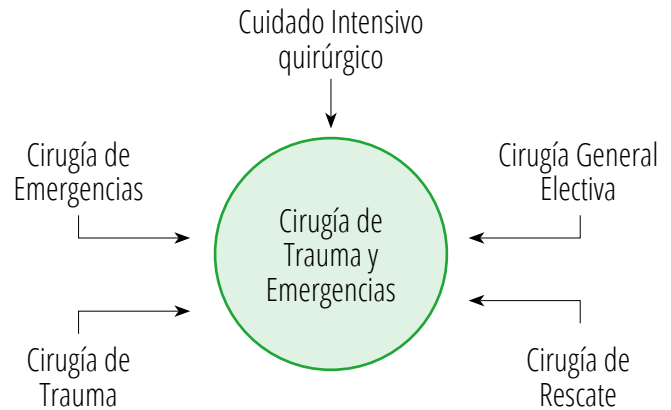 Cuidado Intensivo
quirúrgico
Cirugía de
Emergencias
Cirugía General
Electiva
Cirugía de
Trauma y
Emergencias
Cirugía de
Trauma
Cirugía de
Rescate